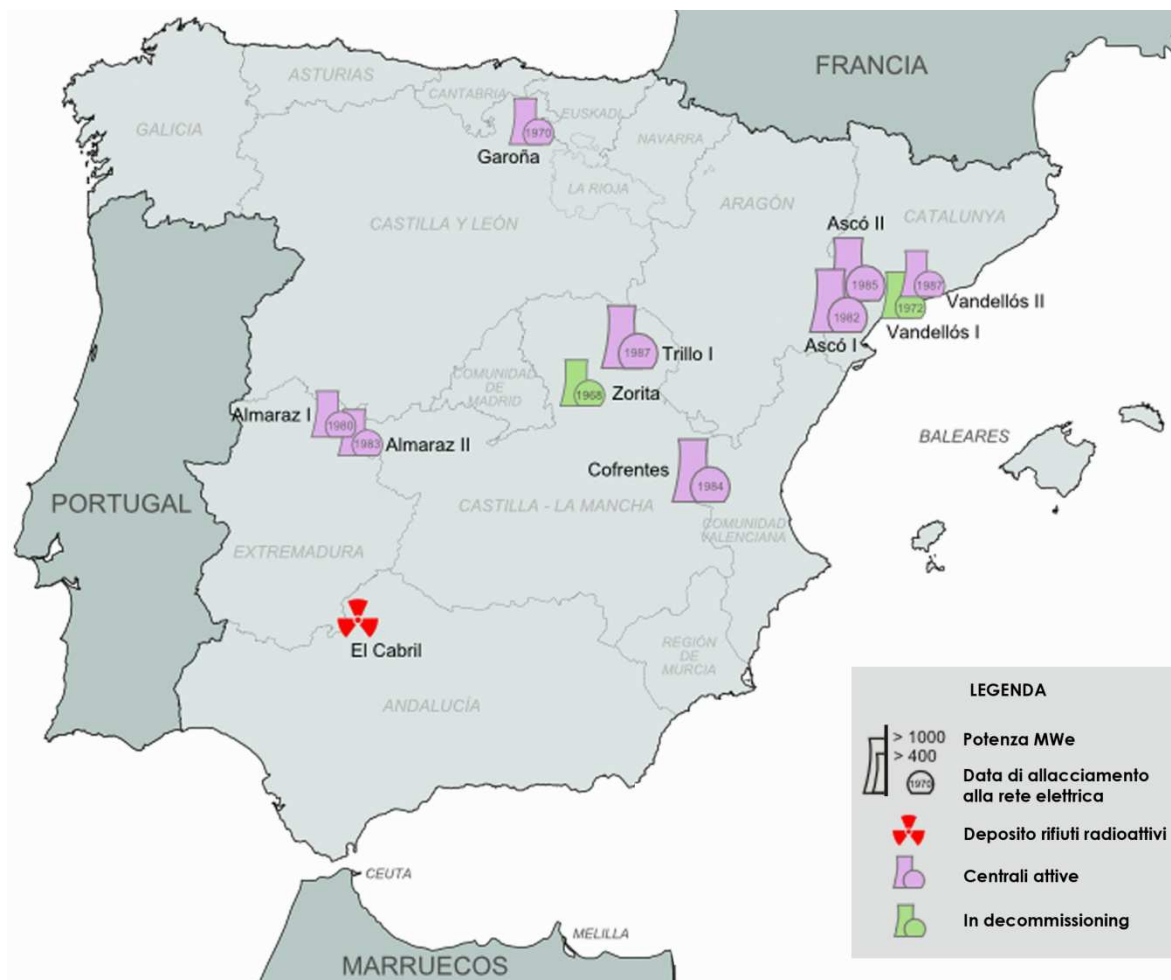 FRANCIA
ASTURIAS
CANTABRIA
EUSKADI
GALICIA
1970
NAVARRA
Garoña
LA RIOJA
ARAGÓN
CATALUNYA
CASTILLA Y LEÓN
Ascó II
1985
1987
Vandellós II
1982
1972
Vandellós I
Ascó I
1987
Trillo I
COMUNIDAD
DE
MADRID
1968
Zorita
Almaraz I
1980
1983
Almaraz II
BALEARES
Cofrentes
1984
PORTUGAL
CASTILLA - LA MANCHA
COMUNIDAD
VALENCIANA
EXTREMADURA
El Cabril
REGIÓN
DE
MURCIA
ANDALUCÍA
CEUTA
MELILLA
MARRUECOS
LEGENDA
> 1000
> 400
Potenza MWe
1970
Data di allacciamento
alla rete elettrica
Deposito rifiuti radioattivi
Centrali attive
In decommissioning